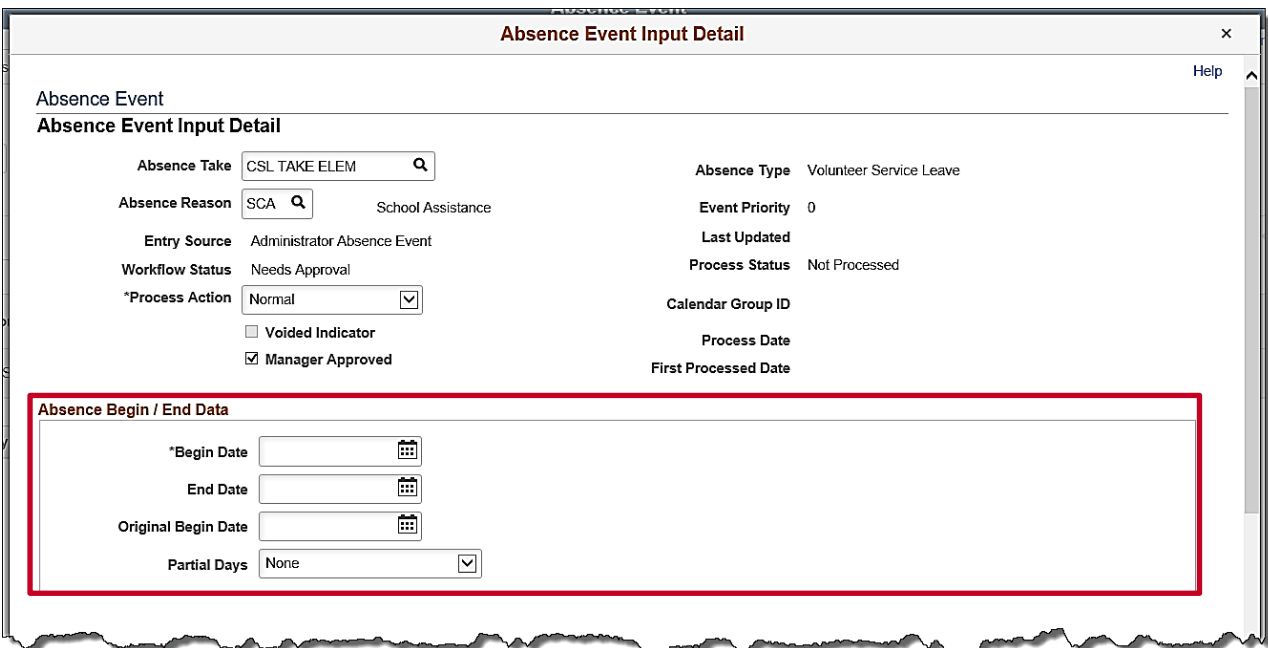 Absence Event
Absence Event Input Detail ×
Help
Absence Event
Absence Event Input Detail
Absence Take CSL TAKE ELEM
Absence Type Volunteer Service Leave
Absence Reason SCA School Assistance
Event Priority 0
Entry Source Administrator Absence Event
Last Updated
Workflow Status Needs Approval
Process Status Not Processed
*Process Action Normal
Calendar Group ID
Voided Indicator
Process Date
Manager Approved
First Processed Date
Absence Begin / End Data
*Begin Date
End Date
Original Begin Date
Partial Days None